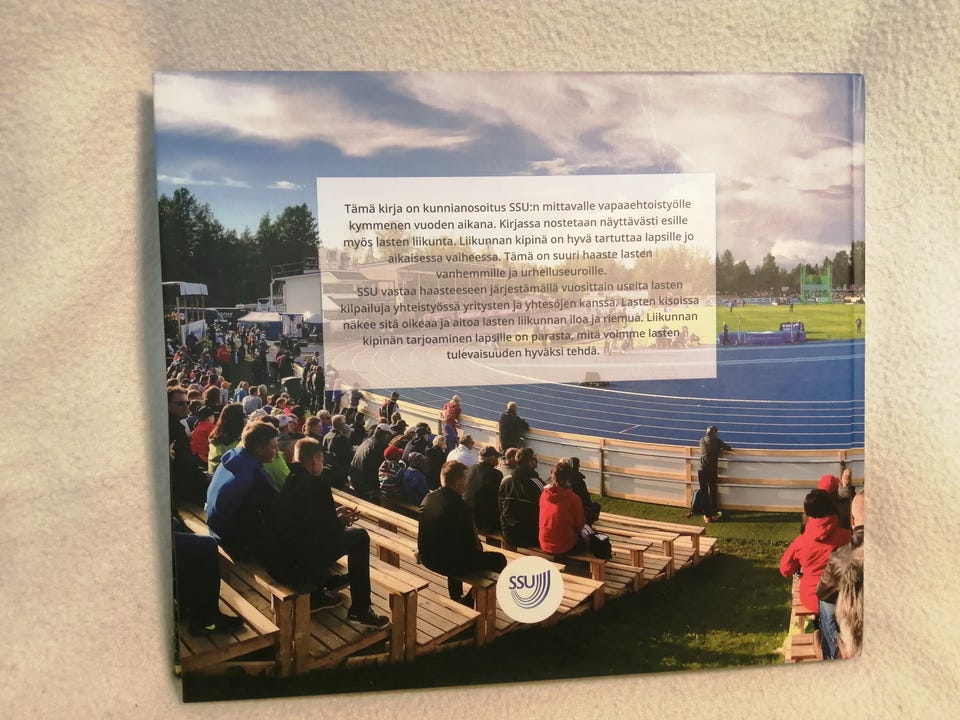 Tämä kirja on kunnianosoitus SSU:n mittavalle vapaaehtoistyölle
kymmenen vuoden aikana. Kirjassa nostetaan näyttävästi esille
myös lasten liikunta. Liikunnan kipinä on hyvä tartuttaa lapsille jo
aikaisessa vaiheessa. Tämä on suuri haaste lasten
vanhemmille ja urheiluseuroille.
SSU vastaa haasteeseen järjestämällä vuosittain useita lasten
kilpailuja yhteistyössä yritysten ja yhtesöjen kanssa. Lasten kisoissa
näkee sitä oikeaa ja aitoa lasten liikunnan iloa ja riemua. Liikunnan
kipinän tarjoaminen lapsille on parasta, mitä voimme lasten
tulevaisuuden hyväksi tehdä.
SSU